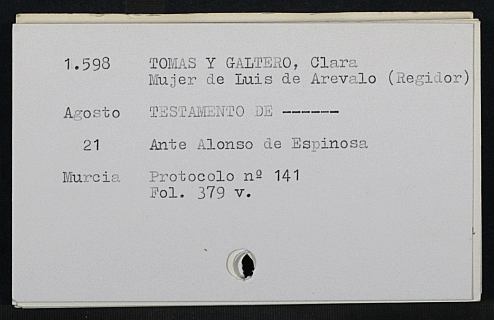 1.598 TOMAS Y GALTERO, Clara
Mujer de Luis de Arevalo (Regidor)
Agosto TESTAMENTO DE ------
21 Ante Alonso de Espinosa
Murcia Protocolo nº 141
Fol. 379 v.